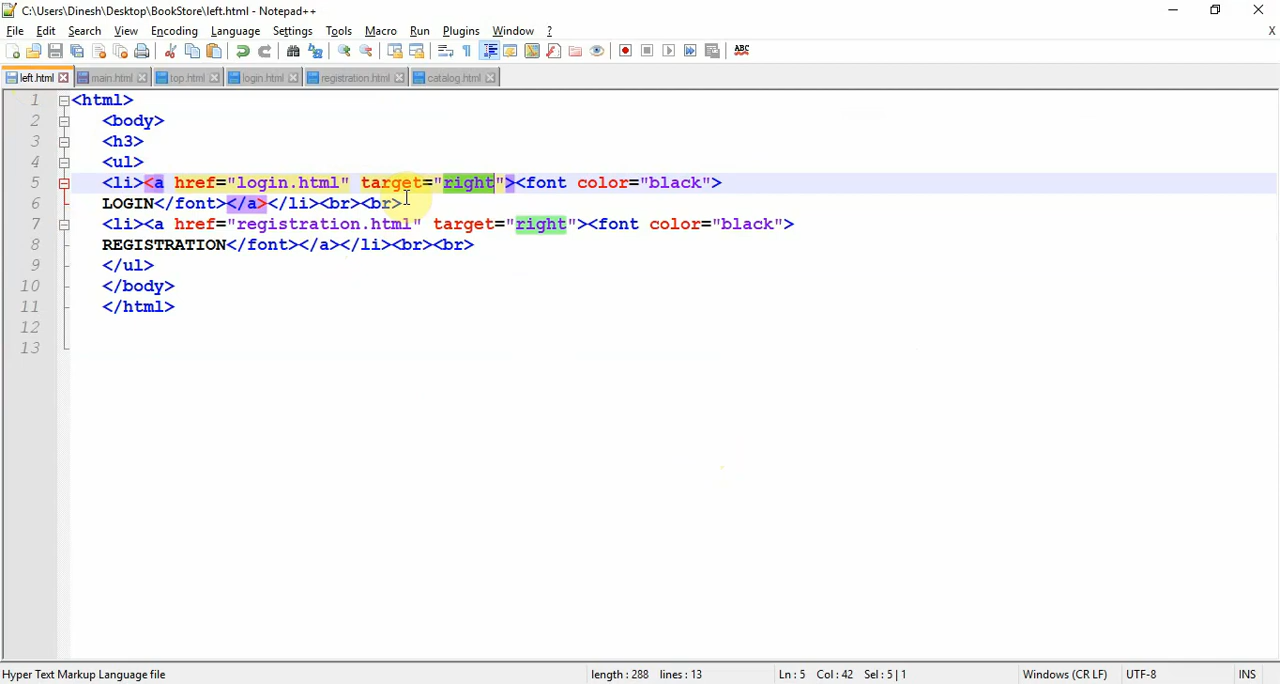 C:\Users\Dinesh\Desktop\BookStore\left.html - Notepad++
File Edit Search View Encoding Language Settings Tools Macro Run Plugins Window ? X
ABC
left.html main.html top.html login.html registration.html catalog.html
1 <html>
2 <body>
3 <h3>
4 <ul>
5 <li><a href="login.html" target="right"><font color="black">
6 LOGIN</font></a></li><br><br>
7 <li><a href="registration.html" target="right"><font color="black">
8 REGISTRATION</font></a></li><br><br>
9 </ul>
10 </body>
11 </html>
12
13
Hyper Text Markup Language file length : 288 lines : 13 Ln : 5 Col : 42 Sel : 5 | 1 Windows (CR LF) UTF-8 INS